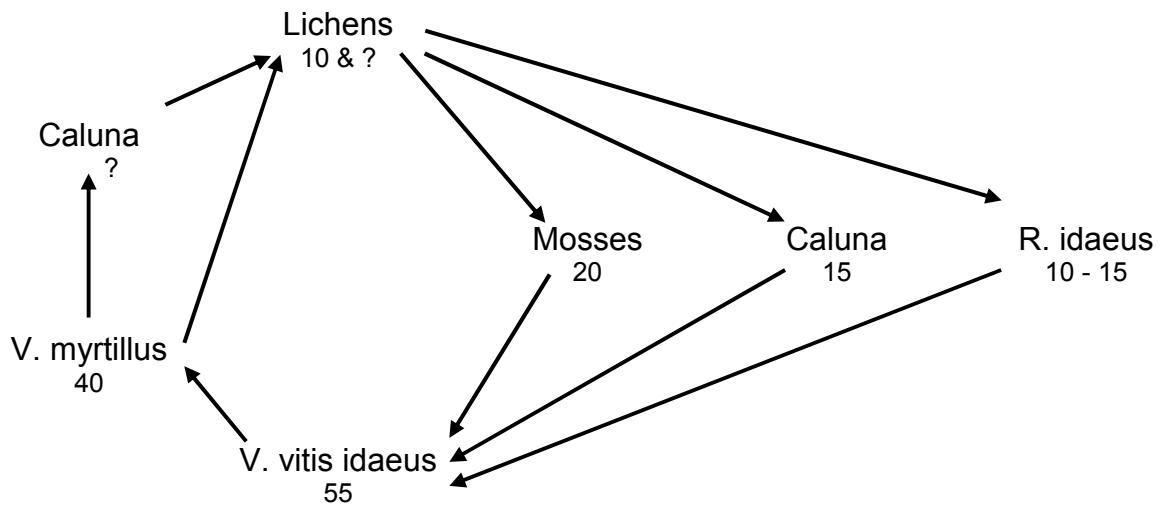 Lichens
10 & ?
Caluna
?
Mosses
20
Caluna
15
R. idaeus
10 - 15
V. myrtillus
40
V. vitis idaeus
55